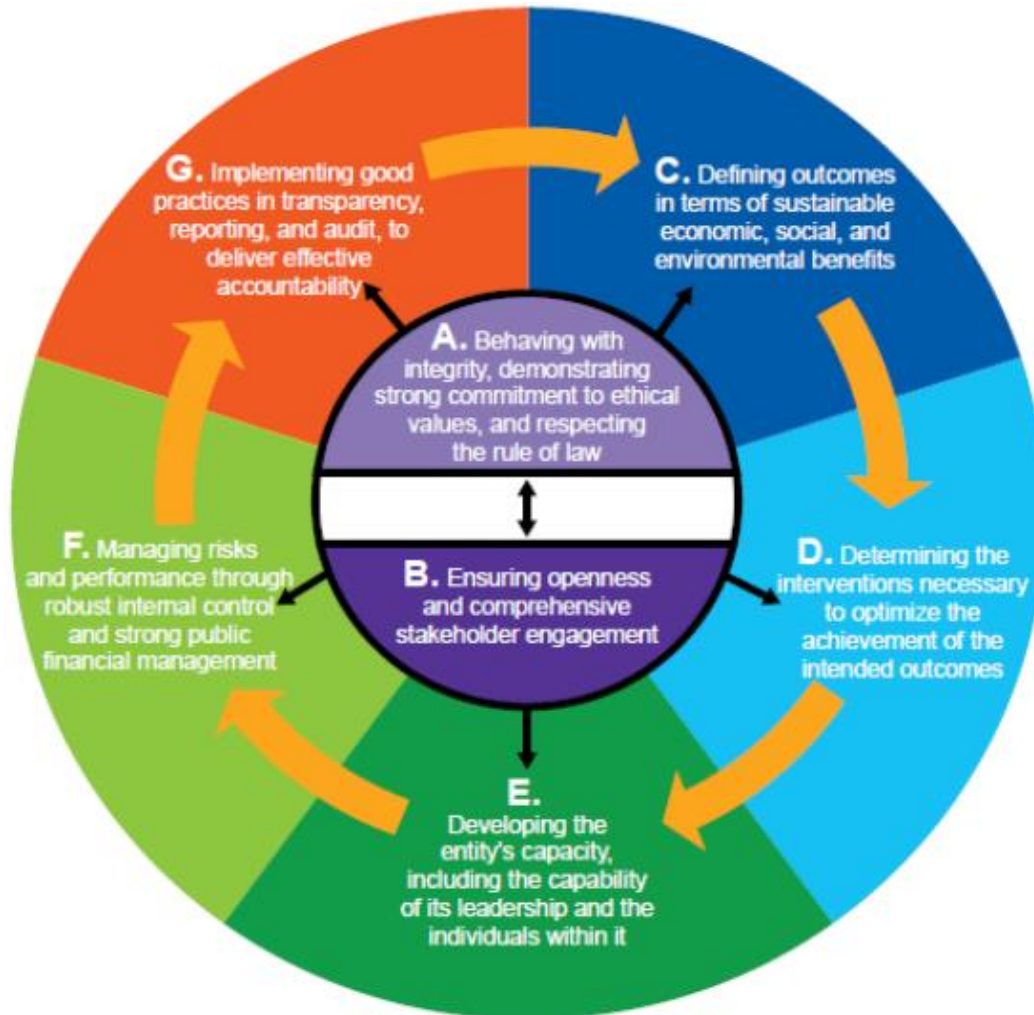 G. Implementing good
practices in transparency,
reporting, and audit, to
deliver effective
accountability
C. Defining outcomes
in terms of sustainable
economic, social, and
environmental benefits
A. Behaving with
integrity, demonstrating
strong commitment to ethical
values, and respecting
the rule of law
B. Ensuring openness
and comprehensive
stakeholder engagement
F. Managing risks
and performance through
robust internal control
and strong public
financial management
D. Determining the
interventions necessary
to optimize the
achievement of the
intended outcomes
E.
Developing the
entity's capacity,
including the capability
of its leadership and the
individuals within it